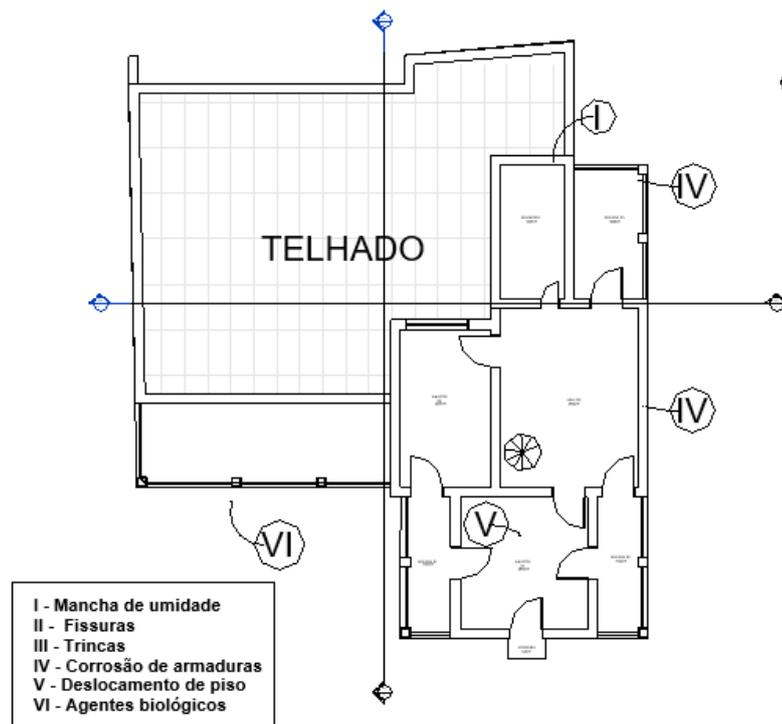 I
IV
TELHADO
IV
V
VI
I - Mancha de umidade
II - Fissuras
III - Trincas
IV - Corrosão de armaduras
V - Deslocamento de piso
VI - Agentes biológicos